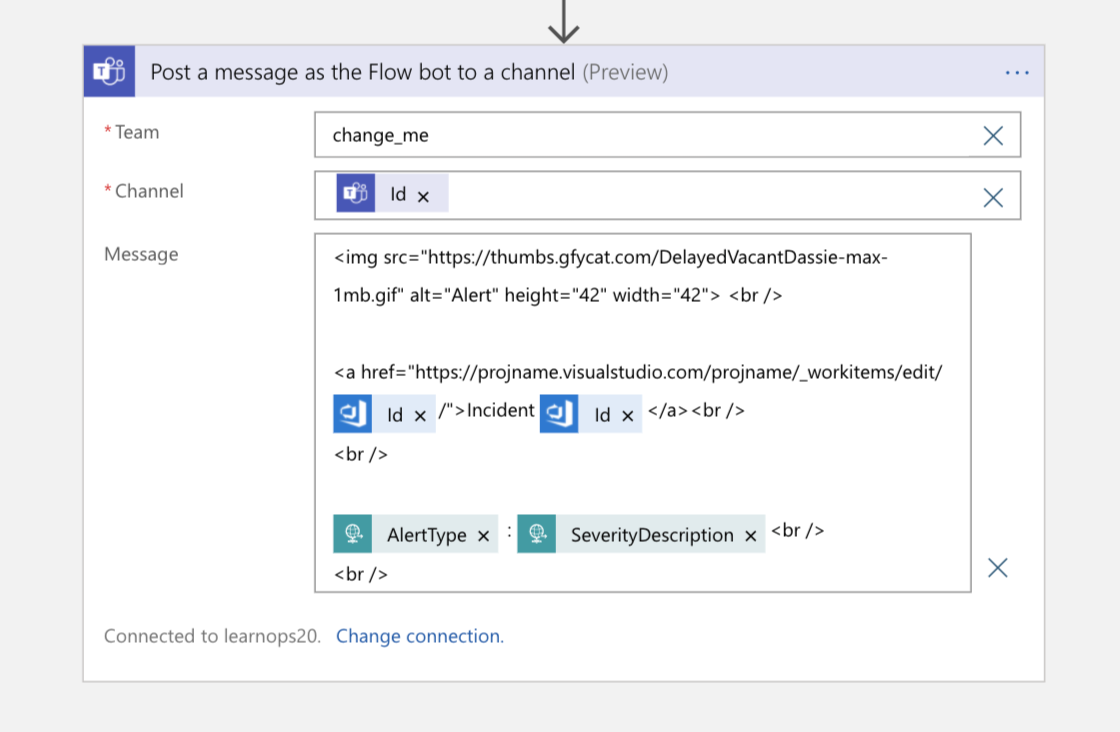 Post a message as the Flow bot to a channel (Preview)
* Team
change_me
* Channel
Id ×
Message
<img src="https://thumbs.gfycat.com/DelayedVacantDassie-max-
1mb.gif" alt="Alert" height="42" width="42"> <br />
<a href="https://projname.visualstudio.com/projname/_workitems/edit/
Id × /">Incident Id × </a><br />
<br />
AlertType × : SeverityDescription × <br />
<br />
Connected to learnops20. Change connection.